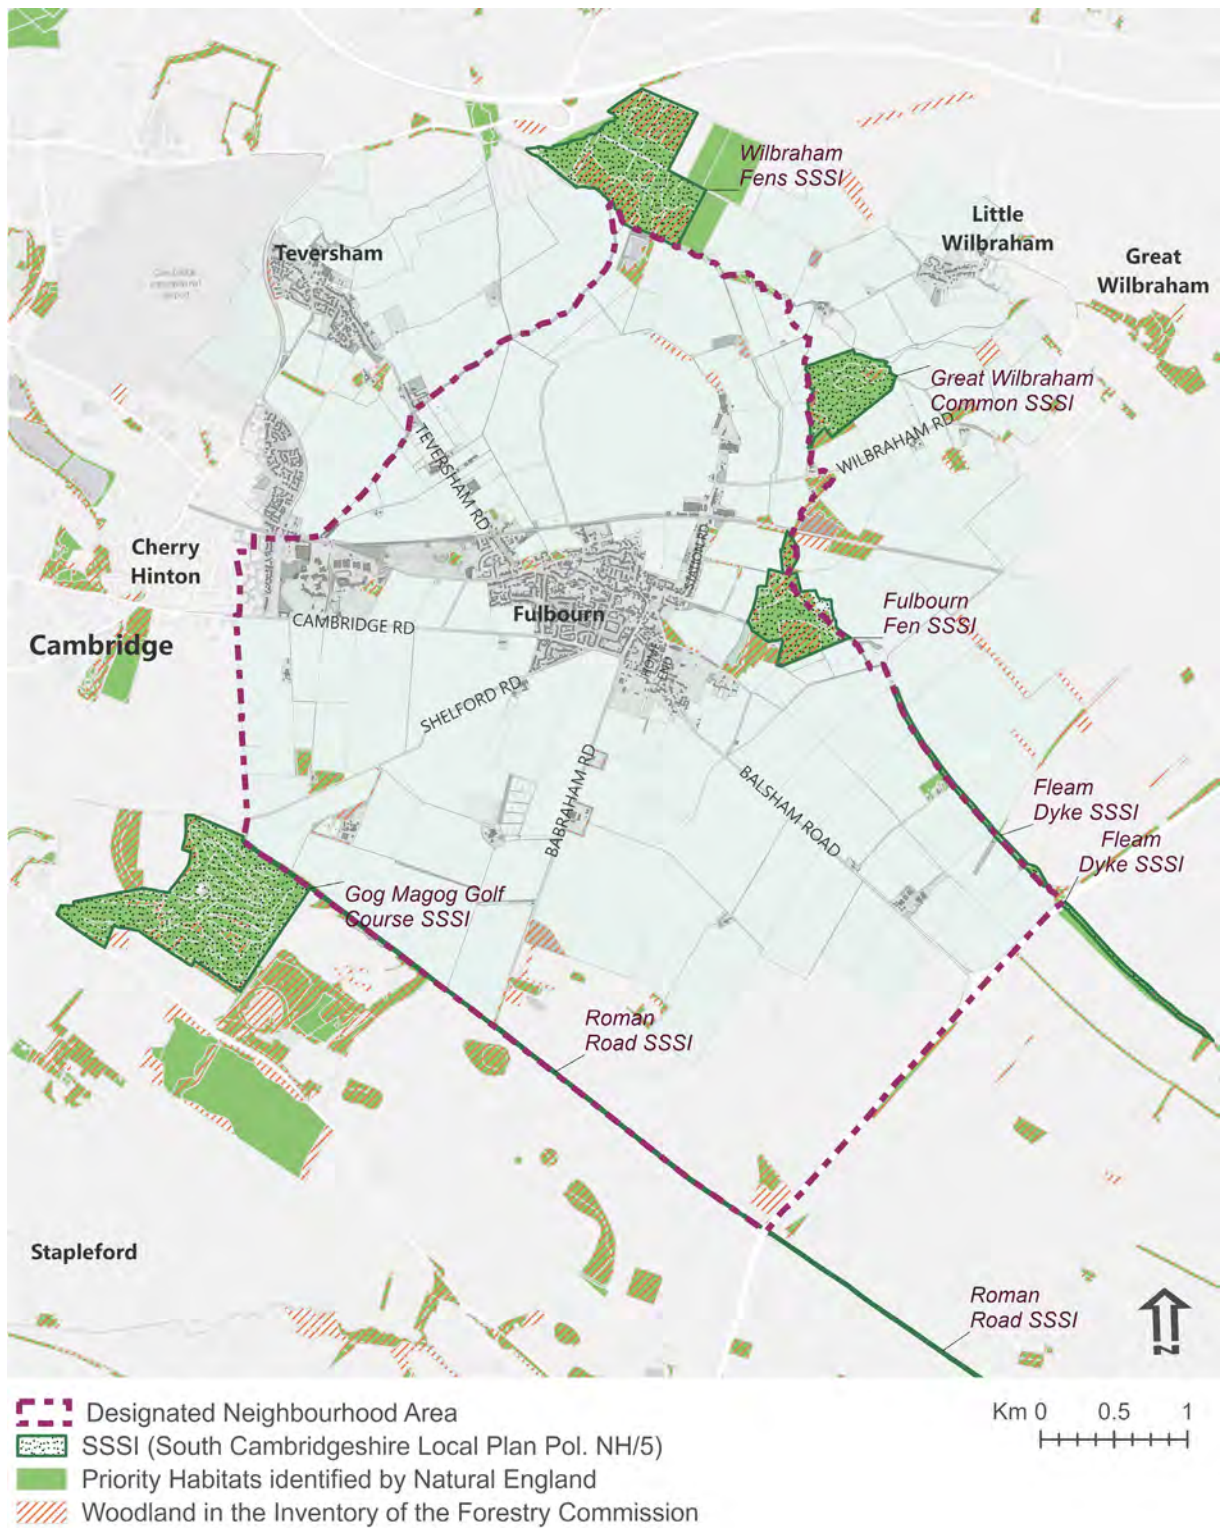 Wilbraham
Fens SSSI
Little
Wilbraham
Great
Wilbraham
Teversham
Cambridge
international
airport
Great Wilbraham
Common SSSI
TEVERSHAM RD
WILBRAHAM RD
STATION RD
Cherry
Hinton
Fulbourn
Fulbourn
Fen SSSI
CAMBRIDGE RD
Cambridge
HOME
END
SHELFORD RD
BABRAHAM RD
BALSHAM ROAD
Fleam
Dyke SSSI
Fleam
Dyke SSSI
Gog Magog Golf
Course SSSI
Roman
Road SSSI
Stapleford
Roman
Road SSSI
N
Designated Neighbourhood Area
Km 0 0.5 1
SSSI (South Cambridgeshire Local Plan Pol. NH/5)
Priority Habitats identified by Natural England
Woodland in the Inventory of the Forestry Commission